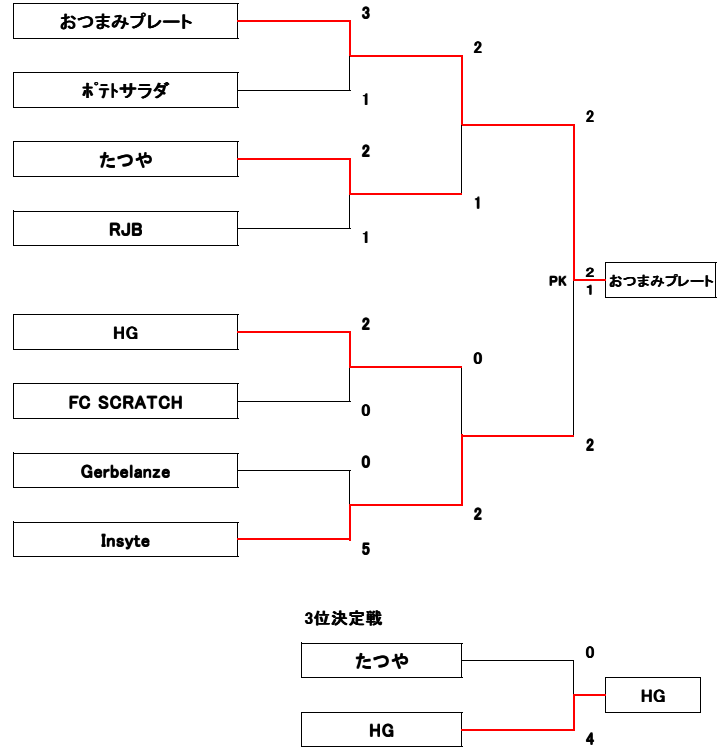 おつまみプレート
3
2
ﾎﾟﾃﾄサラダ
1
2
たつや
2
1
RJB
1
PK
2
1
おつまみプレート
HG
2
0
FC SCRATCH
0
2
Gerbelanze
0
2
Insyte
5
3位決定戦
たつや
0
HG
HG
4